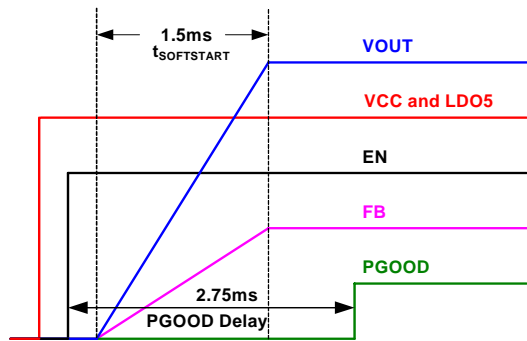 1.5ms
tSOFTSTART
VOUT
VCC and LDO5
EN
FB
PGOOD
2.75ms
PGOOD Delay